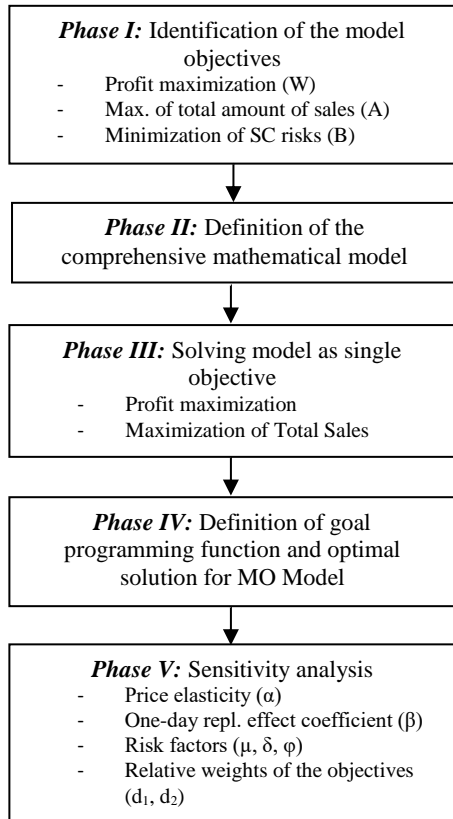 Phase I: Identification of the model
objectives
- Profit maximization (W)
- Max. of total amount of sales (A)
- Minimization of SC risks (B)
Phase II: Definition of the
comprehensive mathematical model
Phase III: Solving model as single
objective
- Profit maximization
- Maximization of Total Sales
Phase IV: Definition of goal
programming function and optimal
solution for MO Model
Phase V: Sensitivity analysis
- Price elasticity (α)
- One-day repl. effect coefficient (β)
- Risk factors (μ, δ, φ)
- Relative weights of the objectives
(d₁, d₂)